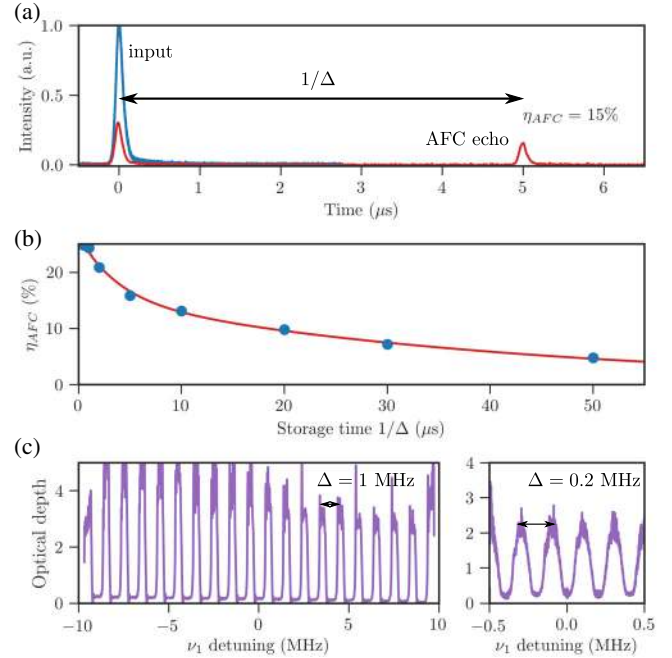 (a)
1.0
0.5
0.0
Intensity (a.u.)
input
1/Δ
η_AFC = 15%
AFC echo
0 1 2 3 4 5 6
Time (μs)
(b)
20
10
0
η_AFC (%)
0 10 20 30 40 50
Storage time 1/Δ (μs)
(c)
4
2
0
Optical depth
Δ = 1 MHz
−10 −5 0 5 10
ν₁ detuning (MHz)
4
3
2
1
0
Δ = 0.2 MHz
−0.5 0.0 0.5
ν₁ detuning (MHz)